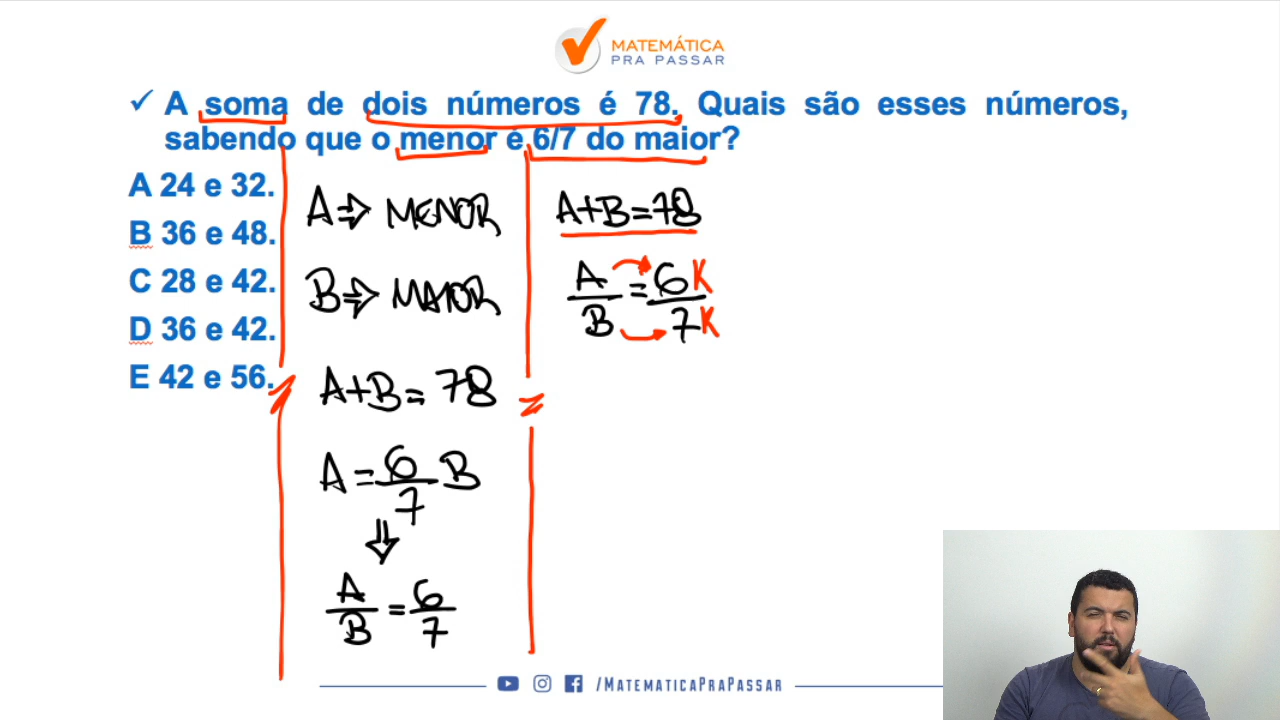 MATEMÁTICA
PRA PASSAR
✓ A soma de dois números é 78. Quais são esses números,
sabendo que o menor é 6/7 do maior?
A 24 e 32.
B 36 e 48.
C 28 e 42.
D 36 e 42.
E 42 e 56.
A ⇒ MENOR
B ⇒ MAIOR
A+B= 78
A = 6/7 B
⇓
A/B = 6/7
A+B=78
A/B = 6K/7K
/MATEMATICAPRAPASSAR